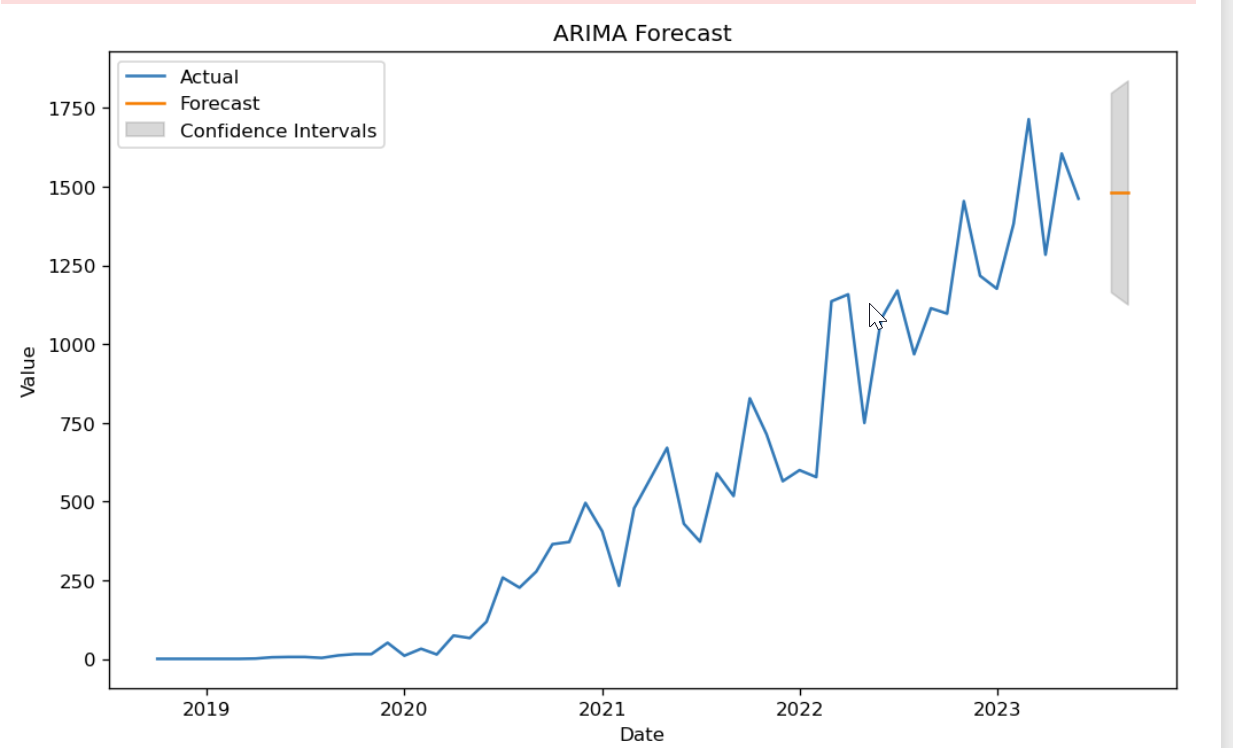 ARIMA Forecast
Actual
Forecast
Confidence Intervals
1750
1500
1250
1000
750
500
250
0
Value
2019 2020 2021 2022 2023
Date